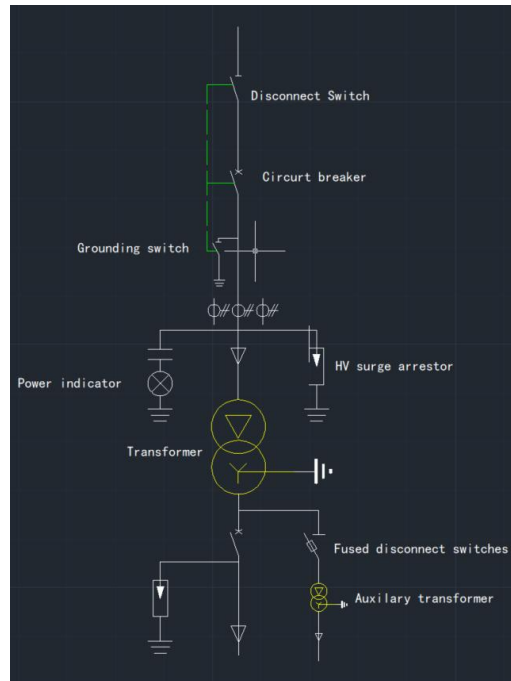 Disconnect Switch
Circurt breaker
Grounding switch
Power indicator
HV surge arrestor
Transformer
Fused disconnect switches
Auxilary transformer